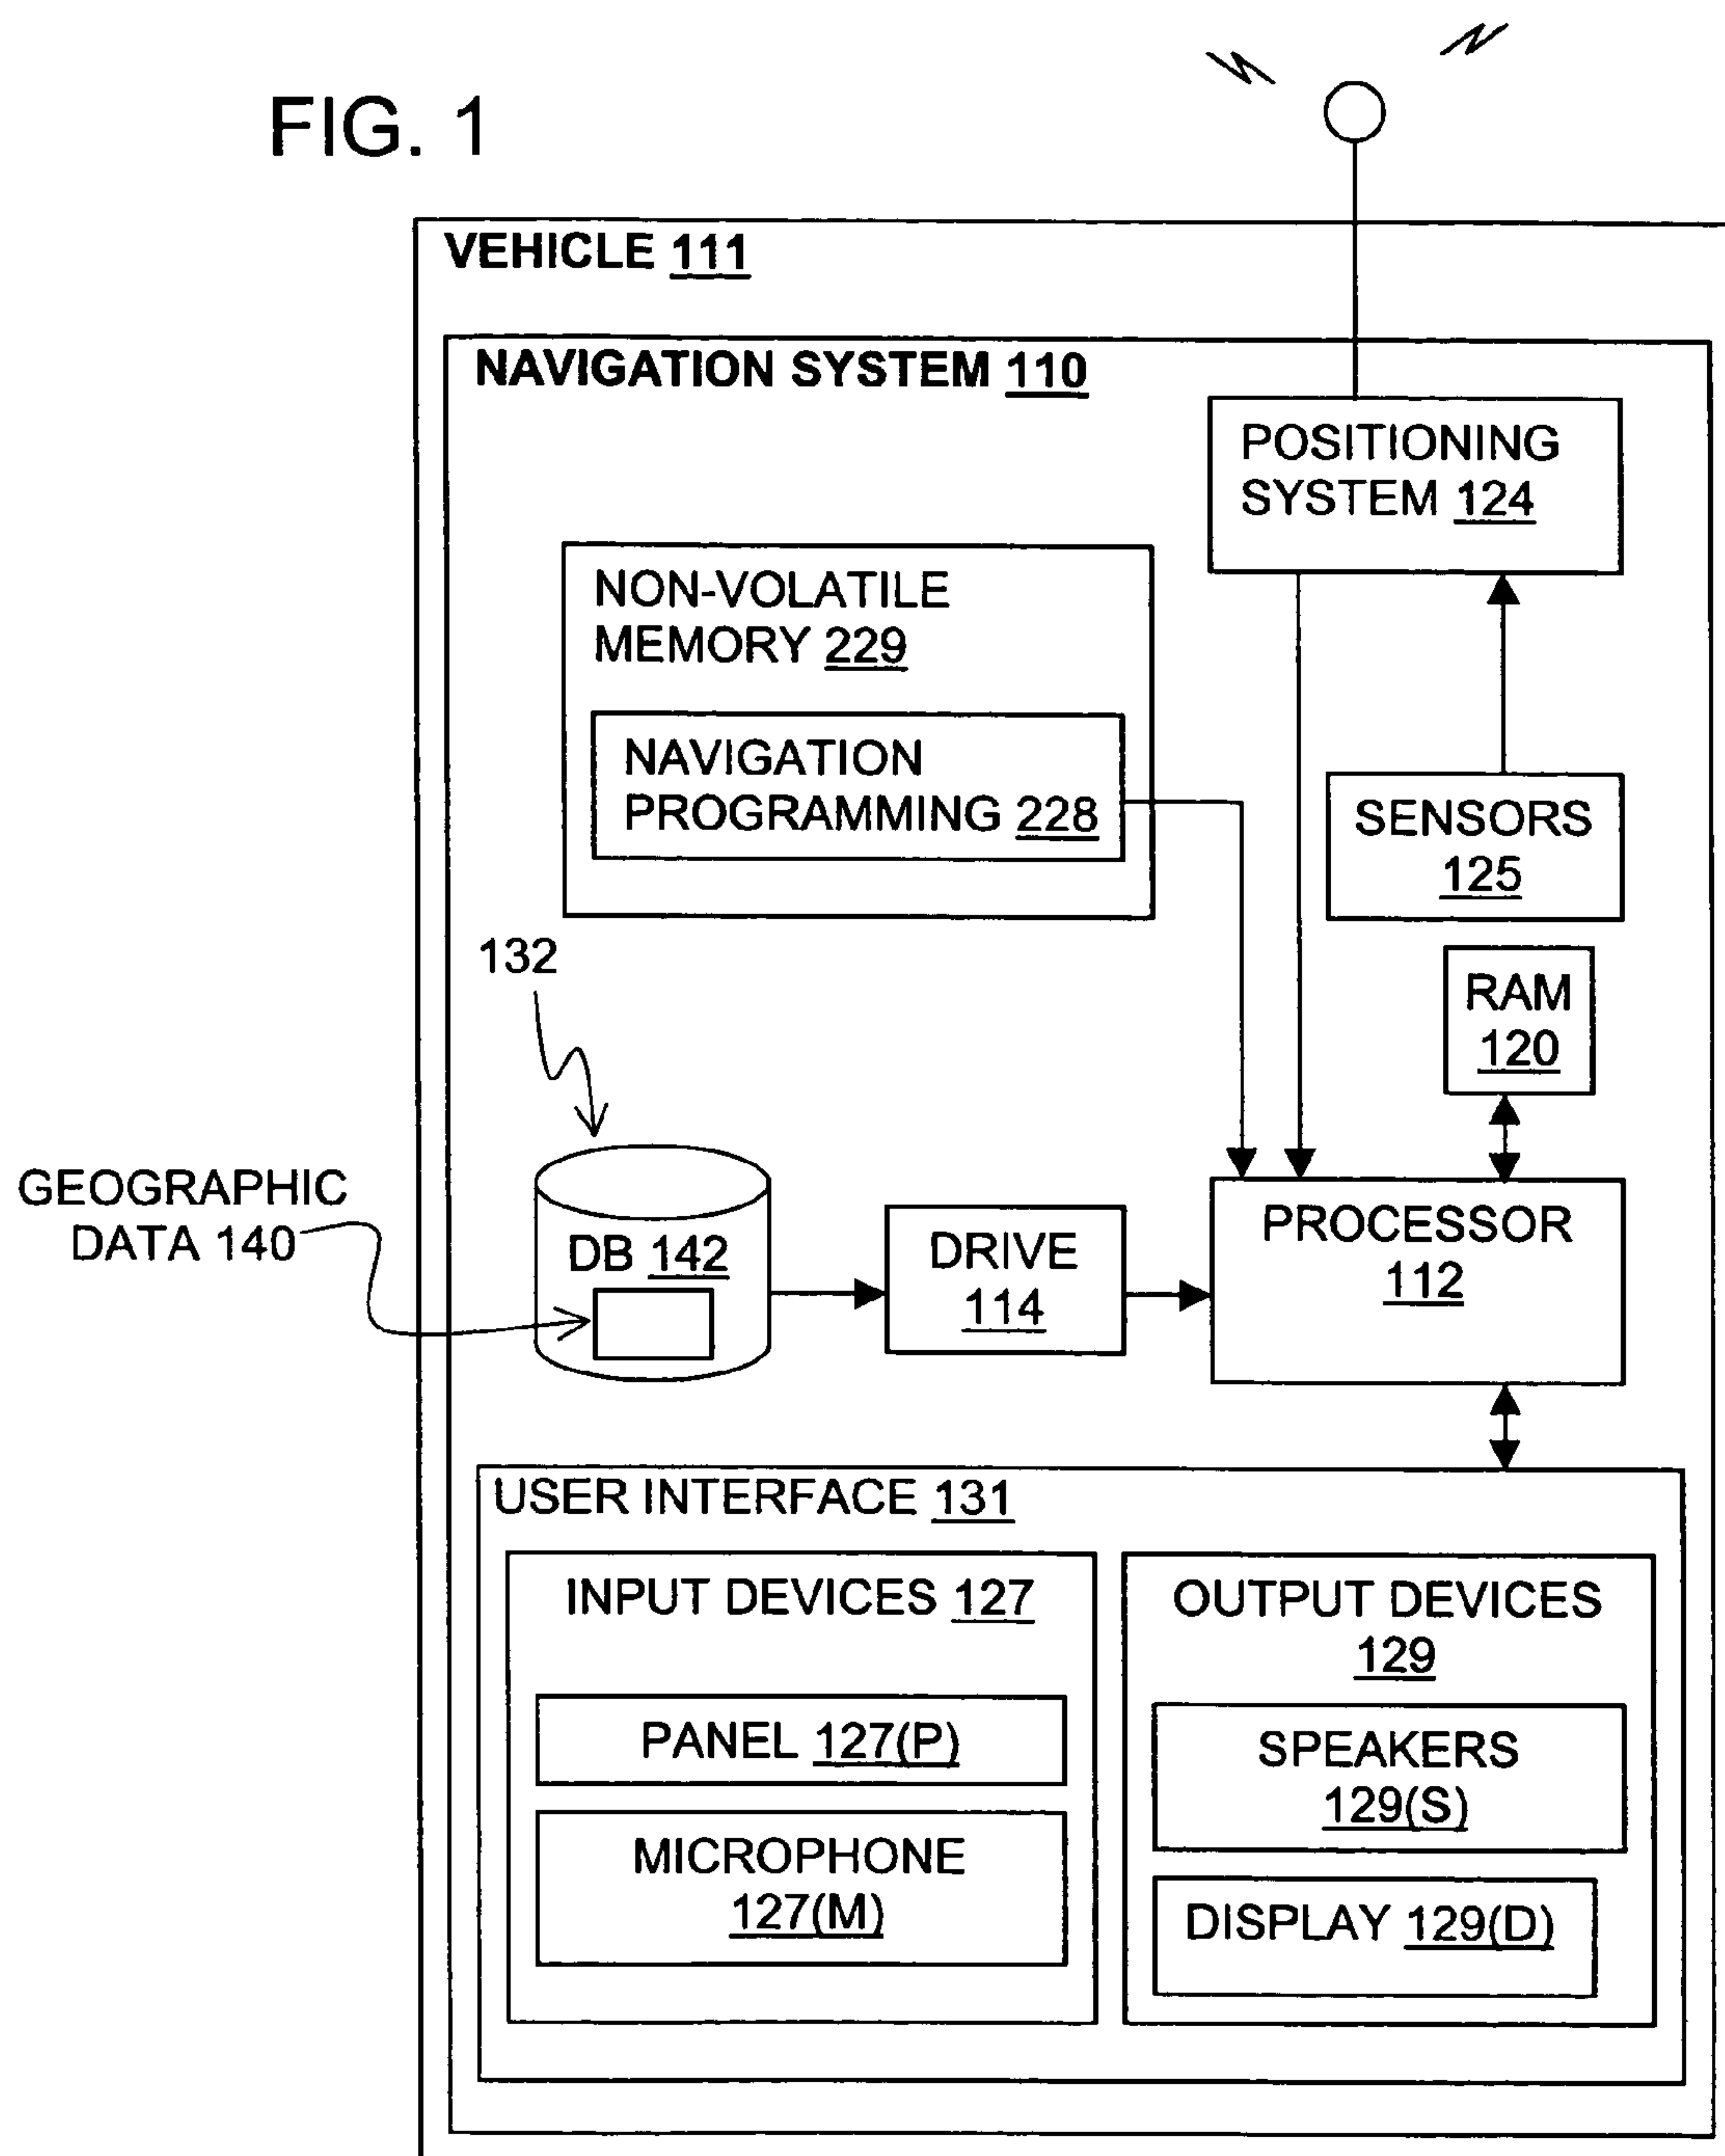 FIG. 1
VEHICLE 111
NAVIGATION SYSTEM 110
POSITIONING
SYSTEM 124
NON-VOLATILE
MEMORY 229
NAVIGATION
PROGRAMMING 228
SENSORS
125
132
RAM
120
GEOGRAPHIC
DATA 140
DB 142
DRIVE
114
PROCESSOR
112
USER INTERFACE 131
INPUT DEVICES 127
PANEL 127(P)
MICROPHONE
127(M)
OUTPUT DEVICES
129
SPEAKERS
129(S)
DISPLAY 129(D)